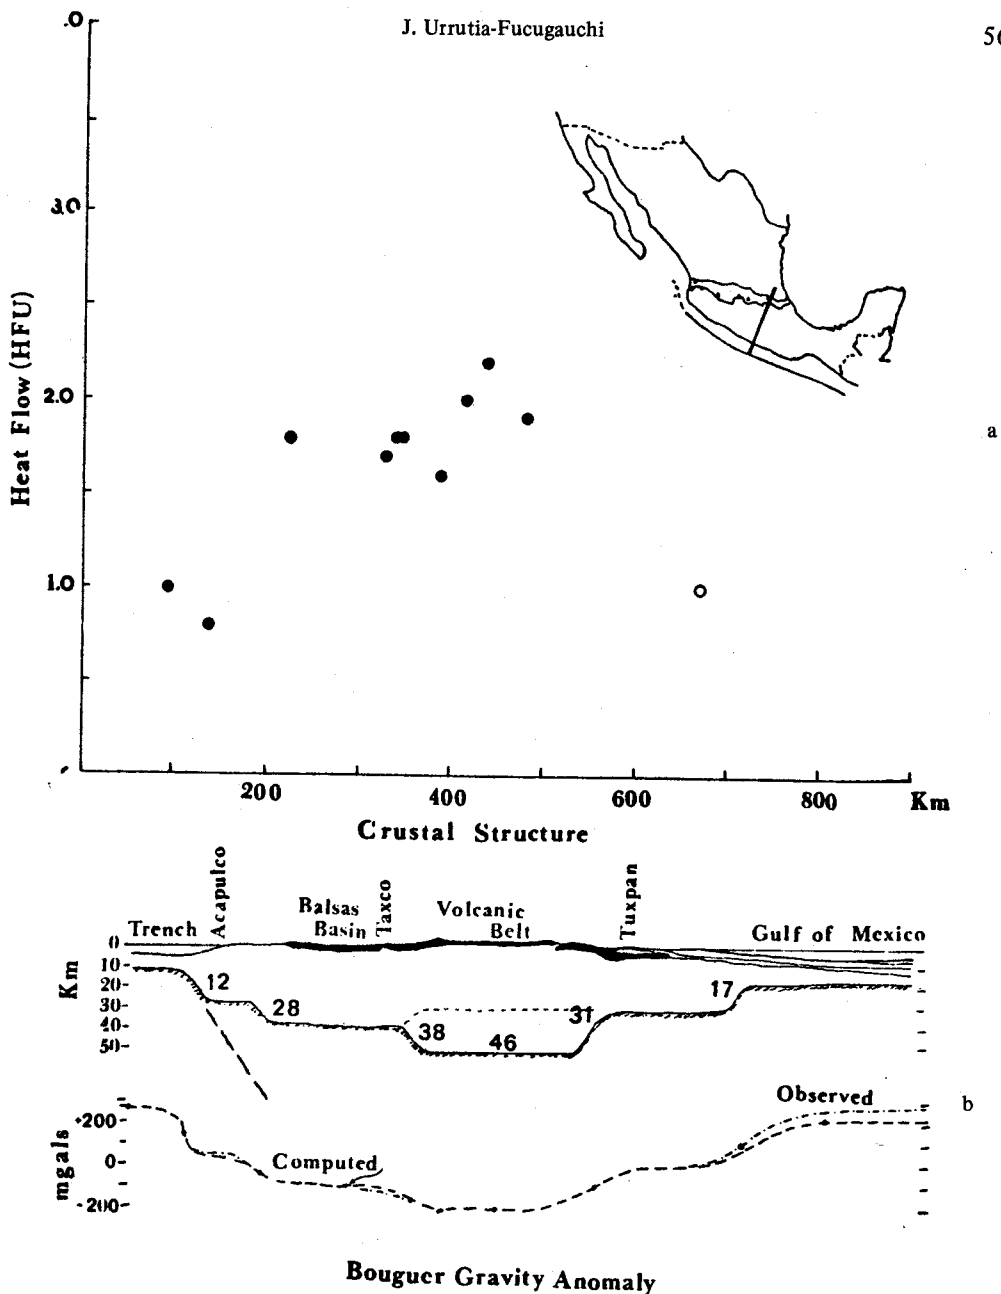 J. Urrutia-Fucugauchi
.0
3.0
2.0
1.0
Heat Flow (HFU)
a
200
400
600
800
Km
Crustal Structure
Trench
Acapulco
Balsas
Basin
Taxco
Volcanic
Belt
Tuxpan
Gulf of Mexico
Km
0
10-
20-
30-
40-
50-
12
28
38
46
31
17
Observed
b
Computed
mgals
+200-
0-
-200-
Bouguer Gravity Anomaly